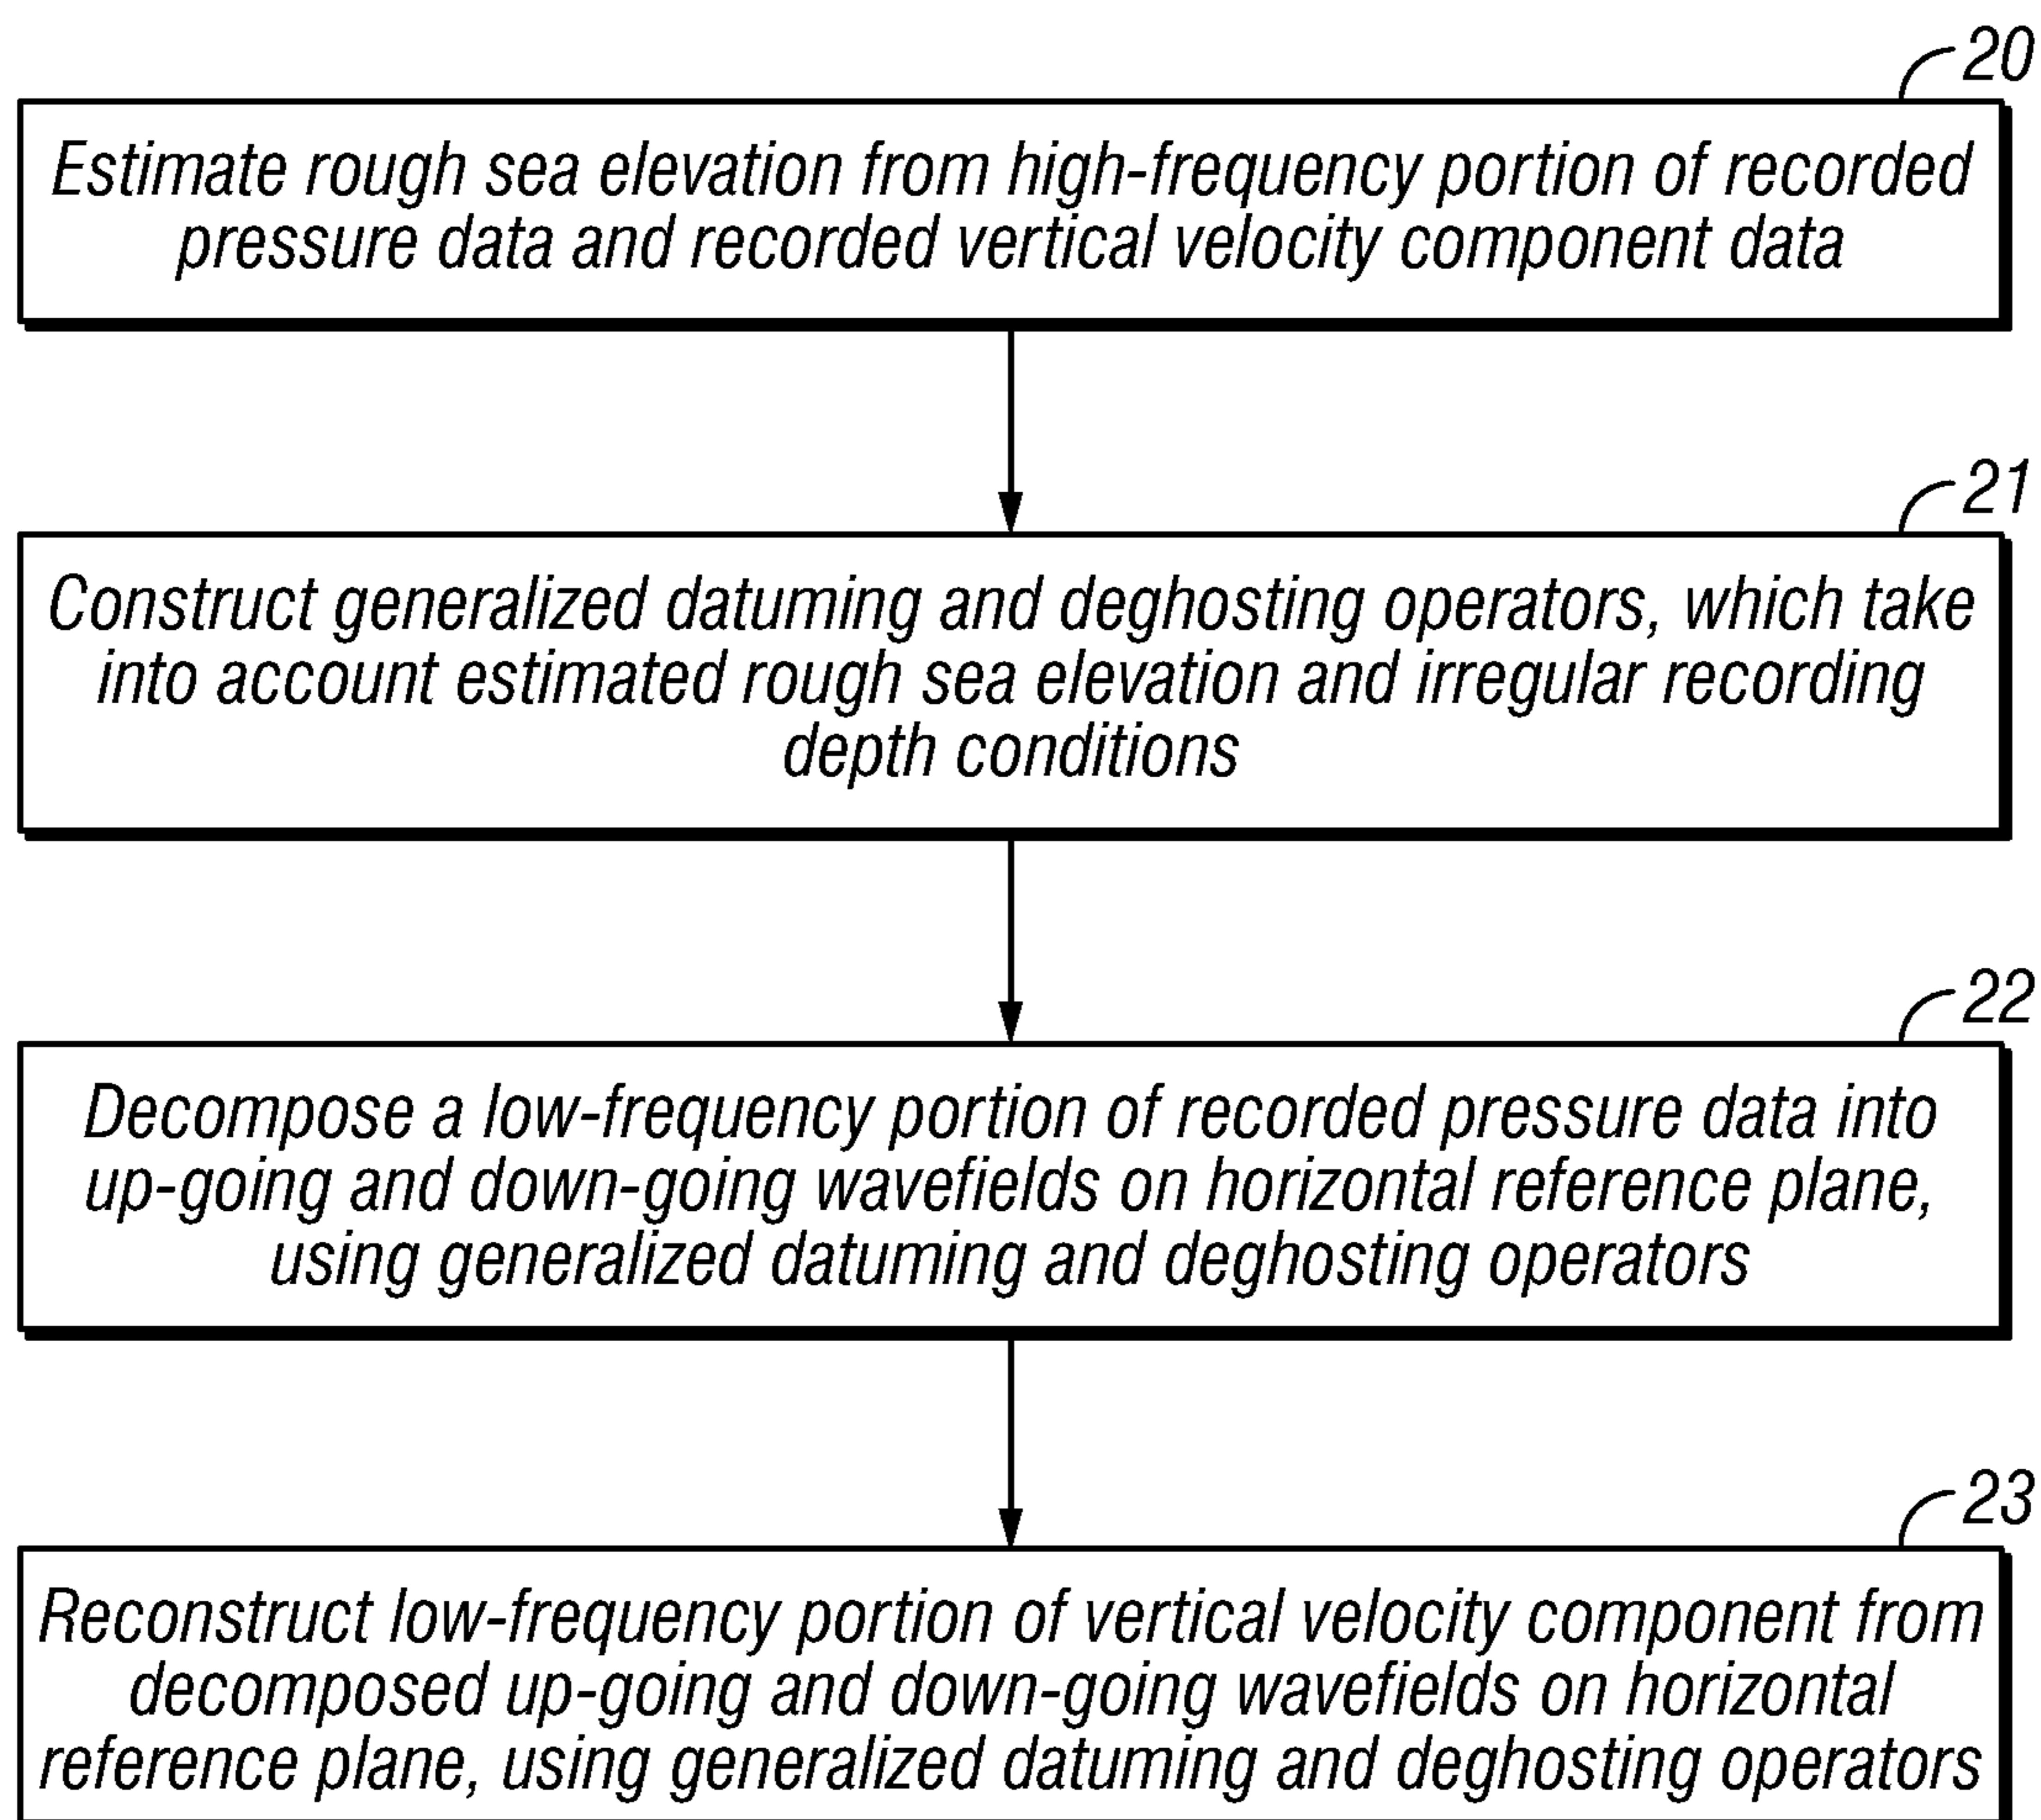 20
Estimate rough sea elevation from high-frequency portion of recorded
pressure data and recorded vertical velocity component data
21
Construct generalized datuming and deghosting operators, which take
into account estimated rough sea elevation and irregular recording
depth conditions
22
Decompose a low-frequency portion of recorded pressure data into
up-going and down-going wavefields on horizontal reference plane,
using generalized datuming and deghosting operators
23
Reconstruct low-frequency portion of vertical velocity component from
decomposed up-going and down-going wavefields on horizontal
reference plane, using generalized datuming and deghosting operators